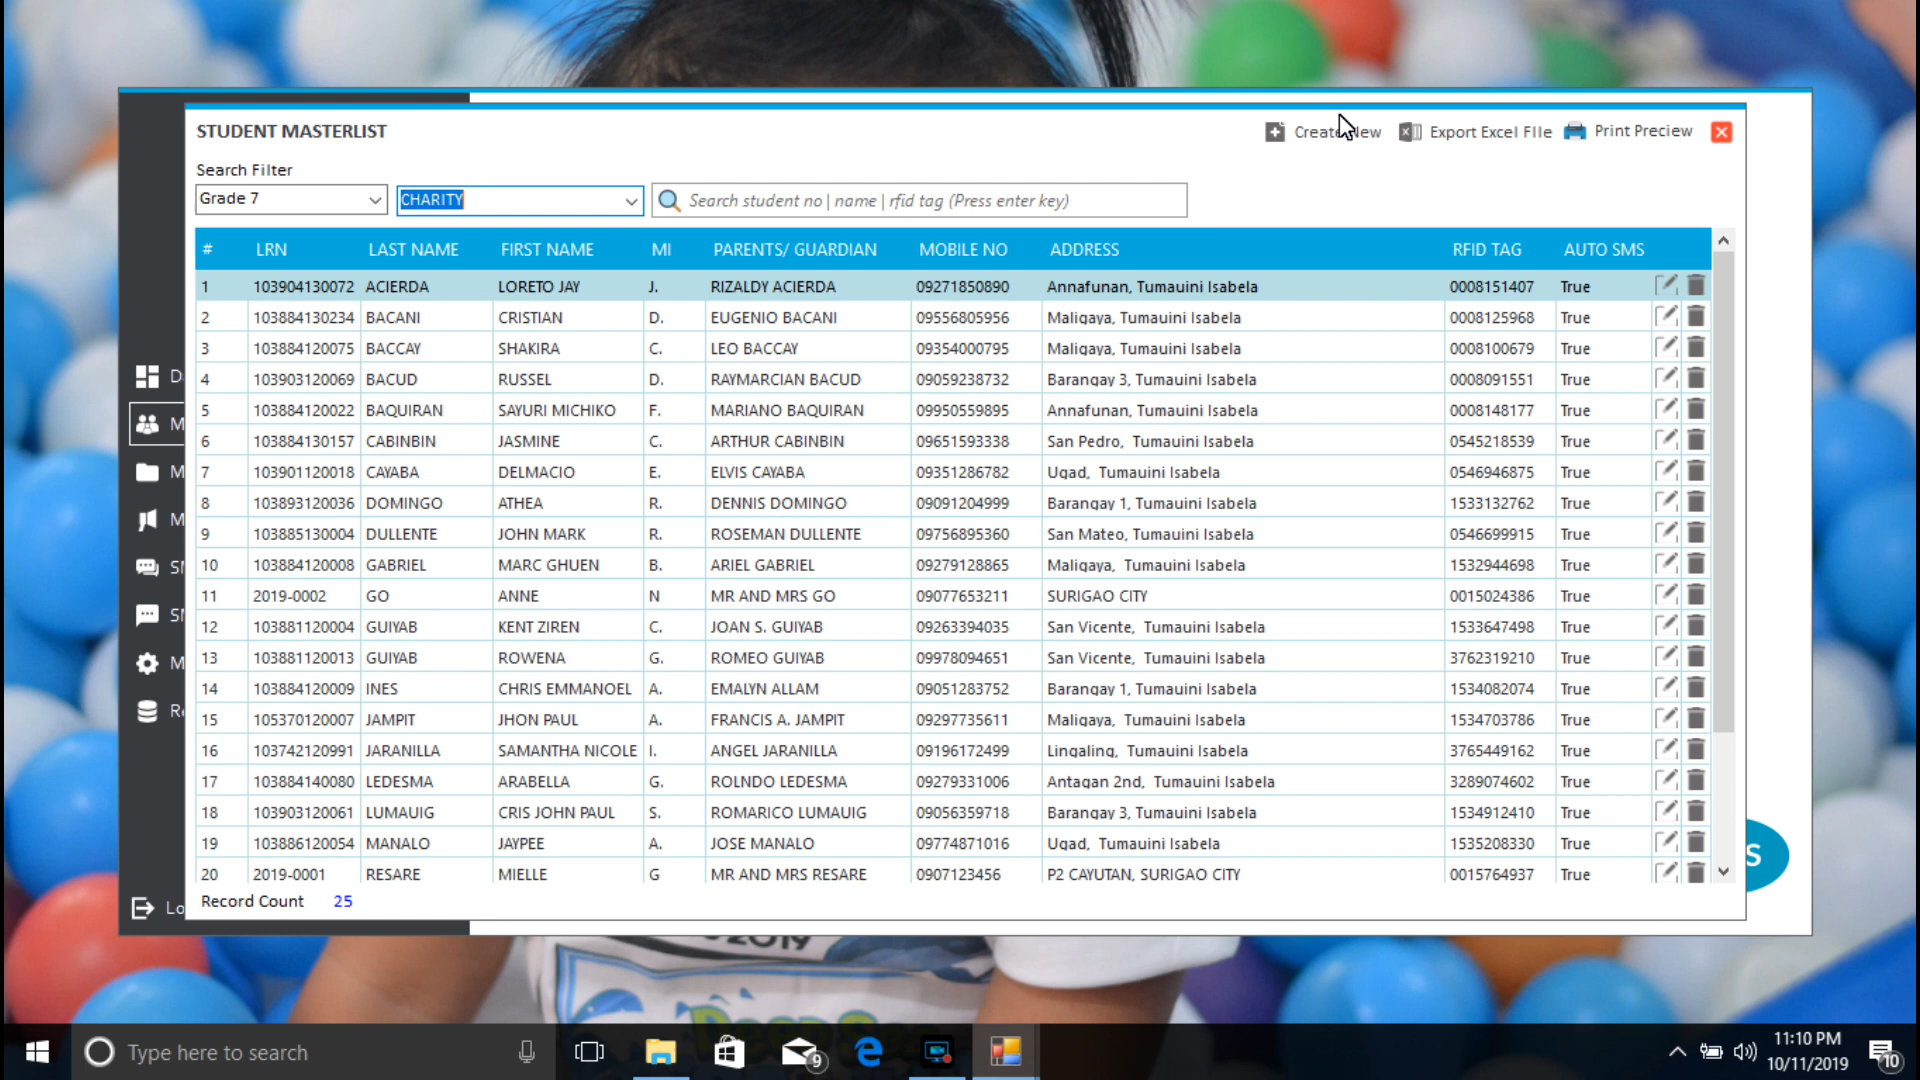 STUDENT MASTERLIST
Create New Export Excel FIle Print Preview
Search Filter
Grade 7 CHARITY Search student no | name | rfid tag (Press enter key)
# LRN LAST NAME FIRST NAME MI PARENTS/ GUARDIAN MOBILE NO ADDRESS RFID TAG AUTO SMS
1 103904130072 ACIERDA LORETO JAY J. RIZALDY ACIERDA 09271850890 Annafunan, Tumauini Isabela 0008151407 True
2 103884130234 BACANI CRISTIAN D. EUGENIO BACANI 09556805956 Maligaya, Tumauini Isabela 0008125968 True
3 103884120075 BACCAY SHAKIRA C. LEO BACCAY 09354000795 Maligaya, Tumauini Isabela 0008100679 True
4 103903120069 BACUD RUSSEL D. RAYMARCIAN BACUD 09059238732 Barangay 3, Tumauini Isabela 0008091551 True
5 103884120022 BAQUIRAN SAYURI MICHIKO F. MARIANO BAQUIRAN 09950559895 Annafunan, Tumauini Isabela 0008148177 True
6 103884130157 CABINBIN JASMINE C. ARTHUR CABINBIN 09651593338 San Pedro, Tumauini Isabela 0545218539 True
7 103901120018 CAYABA DELMACIO E. ELVIS CAYABA 09351286782 Ugad, Tumauini Isabela 0546946875 True
8 103893120036 DOMINGO ATHEA R. DENNIS DOMINGO 09091204999 Barangay 1, Tumauini Isabela 1533132762 True
9 103885130004 DULLENTE JOHN MARK R. ROSEMAN DULLENTE 09756895360 San Mateo, Tumauini Isabela 0546699915 True
10 103884120008 GABRIEL MARC GHUEN B. ARIEL GABRIEL 09279128865 Maligaya, Tumauini Isabela 1532944698 True
11 2019-0002 GO ANNE N MR AND MRS GO 09077653211 SURIGAO CITY 0015024386 True
12 103881120004 GUIYAB KENT ZIREN C. JOAN S. GUIYAB 09263394035 San Vicente, Tumauini Isabela 1533647498 True
13 103881120013 GUIYAB ROWENA G. ROMEO GUIYAB 09978094651 San Vicente, Tumauini Isabela 3762319210 True
14 103884120009 INES CHRIS EMMANOEL A. EMALYN ALLAM 09051283752 Barangay 1, Tumauini Isabela 1534082074 True
15 105370120007 JAMPIT JHON PAUL A. FRANCIS A. JAMPIT 09297735611 Maligaya, Tumauini Isabela 1534703786 True
16 103742120991 JARANILLA SAMANTHA NICOLE I. ANGEL JARANILLA 09196172499 Lingaling, Tumauini Isabela 3765449162 True
17 103884140080 LEDESMA ARABELLA G. ROLNDO LEDESMA 09279331006 Antagan 2nd, Tumauini Isabela 3289074602 True
18 103903120061 LUMAUIG CRIS JOHN PAUL S. ROMARICO LUMAUIG 09056359718 Barangay 3, Tumauini Isabela 1534912410 True
19 103886120054 MANALO JAYPEE A. JOSE MANALO 09774871016 Ugad, Tumauini Isabela 1535208330 True
20 2019-0001 RESARE MIELLE G MR AND MRS RESARE 0907123456 P2 CAYUTAN, SURIGAO CITY 0015764937 True
Record Count 25
Type here to search
9
11:10 PM
10/11/2019
10